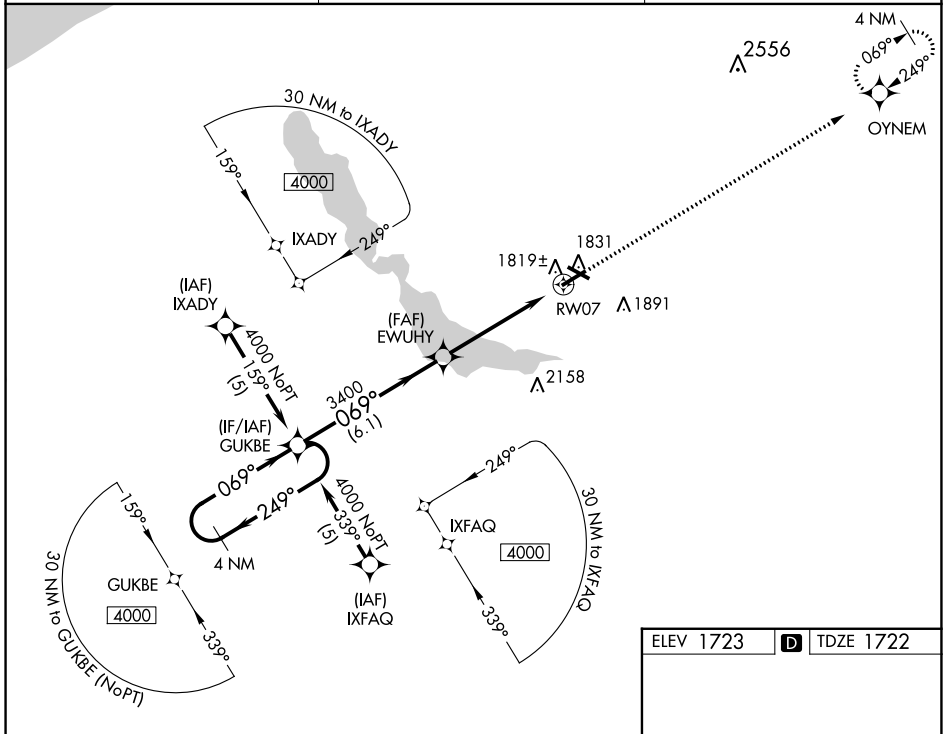 4 NM
069°
249°
OYNEM
2556
30 NM to IXADY
159°
4000
IXADY
249°
1819±
1831
RW07
1891
(IAF)
IXADY
4000 NoPT
159°
(5)
(FAF)
EWUHY
2158
3400
069°
(6.1)
(IF/IAF)
GUKBE
069°
249°
4 NM
4000 NoPT
339°
(5)
(IAF)
IXFAQ
249°
IXFAQ
4000
339°
30 NM to IXFAQ
159°
GUKBE
4000
339°
30 NM to GUKBE (NoPT)
ELEV 1723 D TDZE 1722